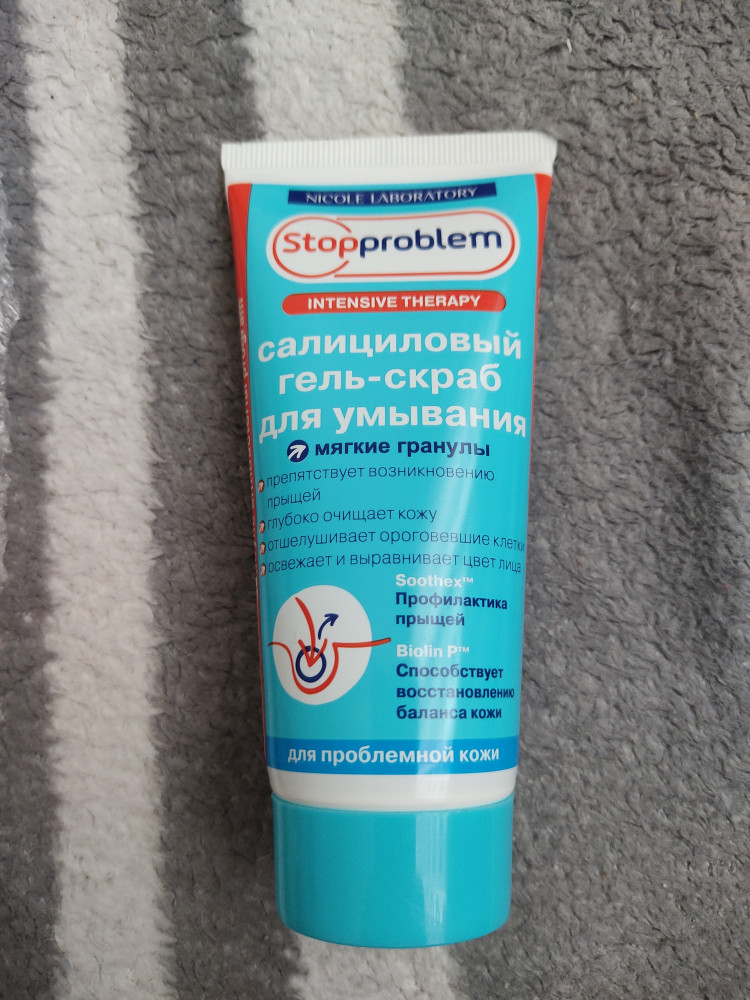 NICOLE LABORATORY
Stopproblem
INTENSIVE THERAPY
салициловый
гель-скраб
для умывания
мягкие гранулы
препятствует возникновению
прыщей
глубоко очищает кожу
отшелушивает ороговевшие клетки
освежает и выравнивает цвет лица
Soothex™
Профилактика
прыщей
Biolin P™
Способствует
восстановлению
баланса кожи
для проблемной кожи
program